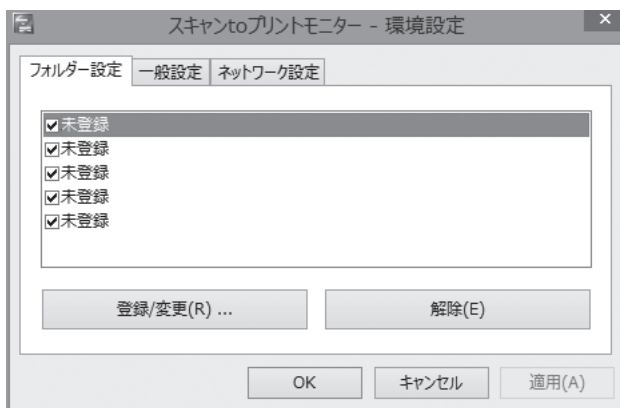 スキャンtoプリントモニター - 環境設定
フォルダー設定 一般設定 ネットワーク設定
未登録
未登録
未登録
未登録
未登録
登録/変更(R) ... 解除(E)
OK キャンセル 適用(A)